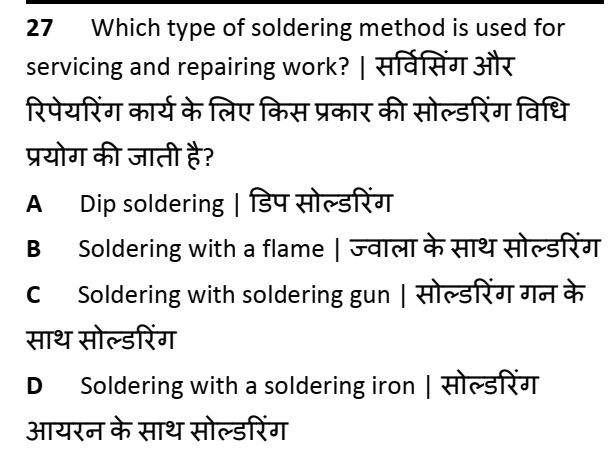 27 Which type of soldering method is used for
servicing and repairing work? | सर्विसिंग और
रिपेयरिंग कार्य के लिए किस प्रकार की सोल्डरिंग विधि
प्रयोग की जाती है?
A Dip soldering | डिप सोल्डरिंग
B Soldering with a flame | ज्वाला के साथ सोल्डरिंग
C Soldering with soldering gun | सोल्डरिंग गन के
साथ सोल्डरिंग
D Soldering with a soldering iron | सोल्डरिंग
आयरन के साथ सोल्डरिंग